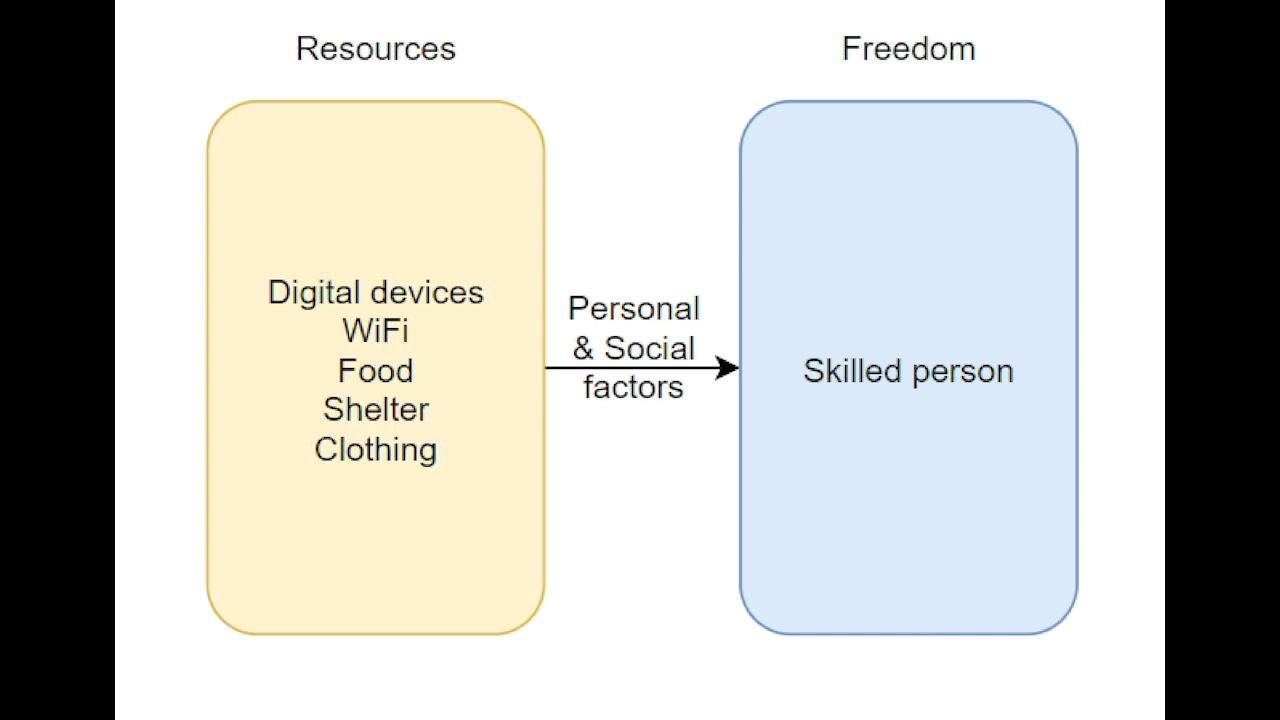 Resources
Freedom
Digital devices
WiFi
Food
Shelter
Clothing
Personal
& Social
factors
Skilled person